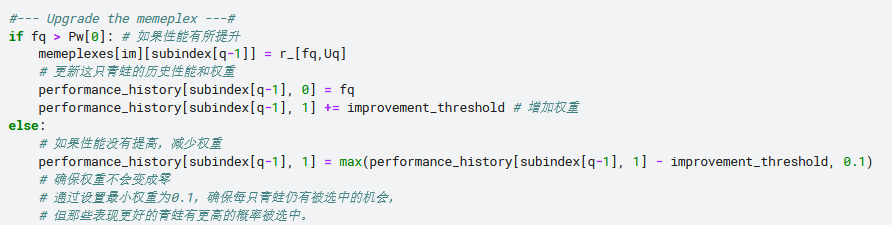 #--- Upgrade the memeplex ---#
if fq > Pw[0]: # 如果性能有所提升
    memeplexes[im][subindex[q-1]] = r_[fq,Uq]
    # 更新这只青蛙的历史性能和权重
    performance_history[subindex[q-1], 0] = fq
    performance_history[subindex[q-1], 1] += improvement_threshold # 增加权重
else:
    # 如果性能没有提高，减少权重
    performance_history[subindex[q-1], 1] = max(performance_history[subindex[q-1], 1] - improvement_threshold, 0.1)
    # 确保权重不会变成零
    # 通过设置最小权重为0.1，确保每只青蛙仍有被选中的机会，
    # 但那些表现更好的青蛙有更高的概率被选中。